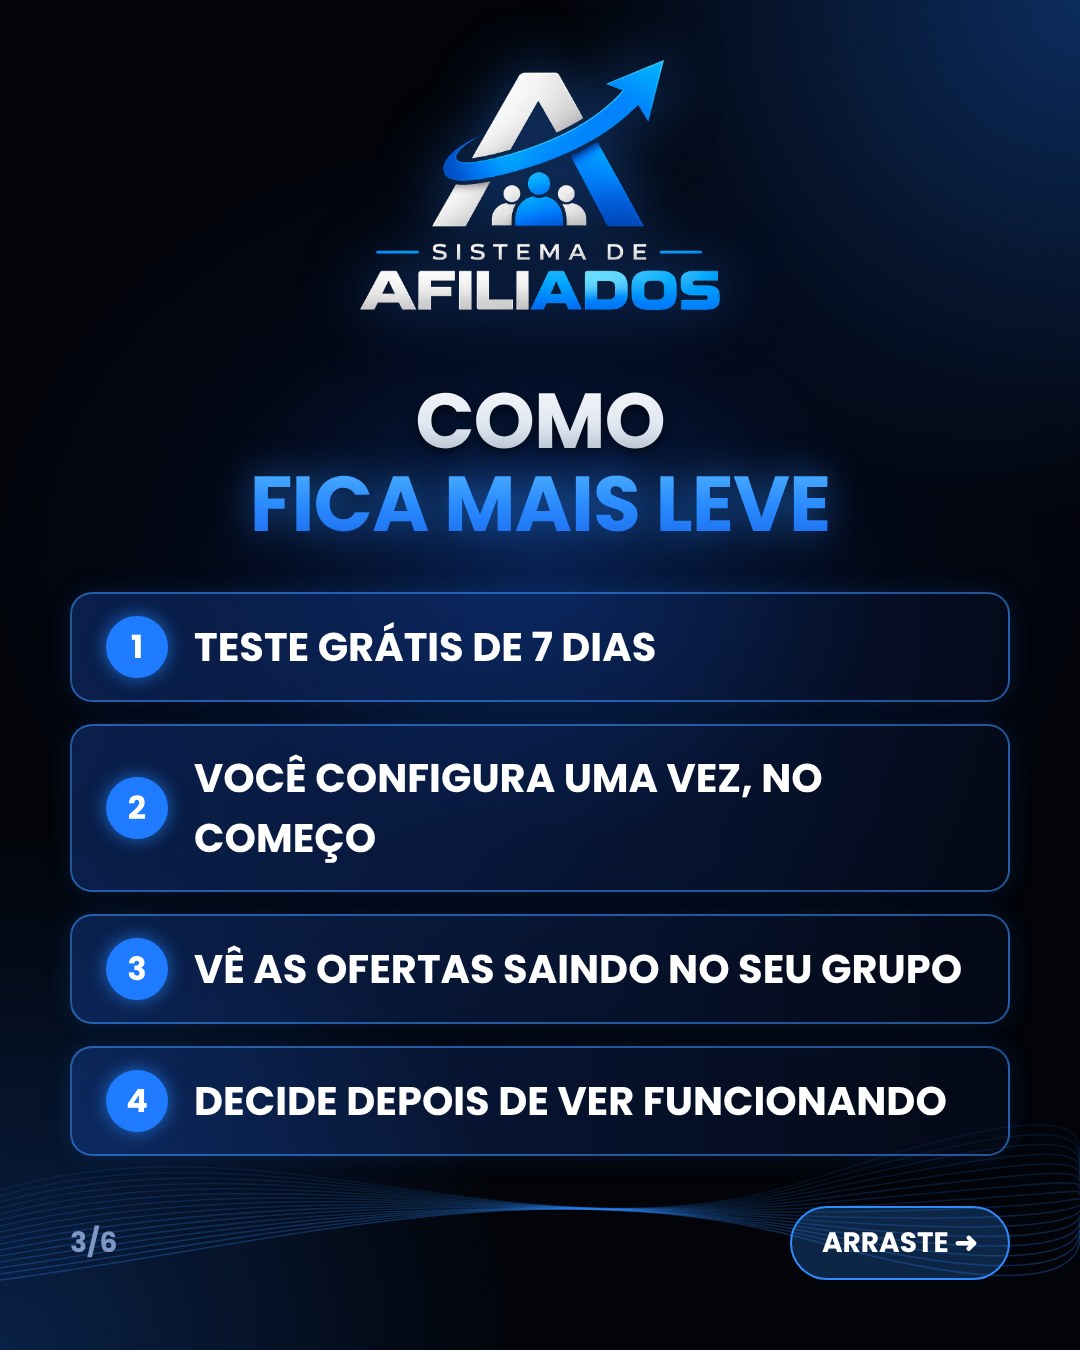 SISTEMA DE
AFILIADOS
COMO
FICA MAIS LEVE
1 TESTE GRÁTIS DE 7 DIAS
2 VOCÊ CONFIGURA UMA VEZ, NO
COMEÇO
3 VÊ AS OFERTAS SAINDO NO SEU GRUPO
4 DECIDE DEPOIS DE VER FUNCIONANDO
3/6
ARRASTE →